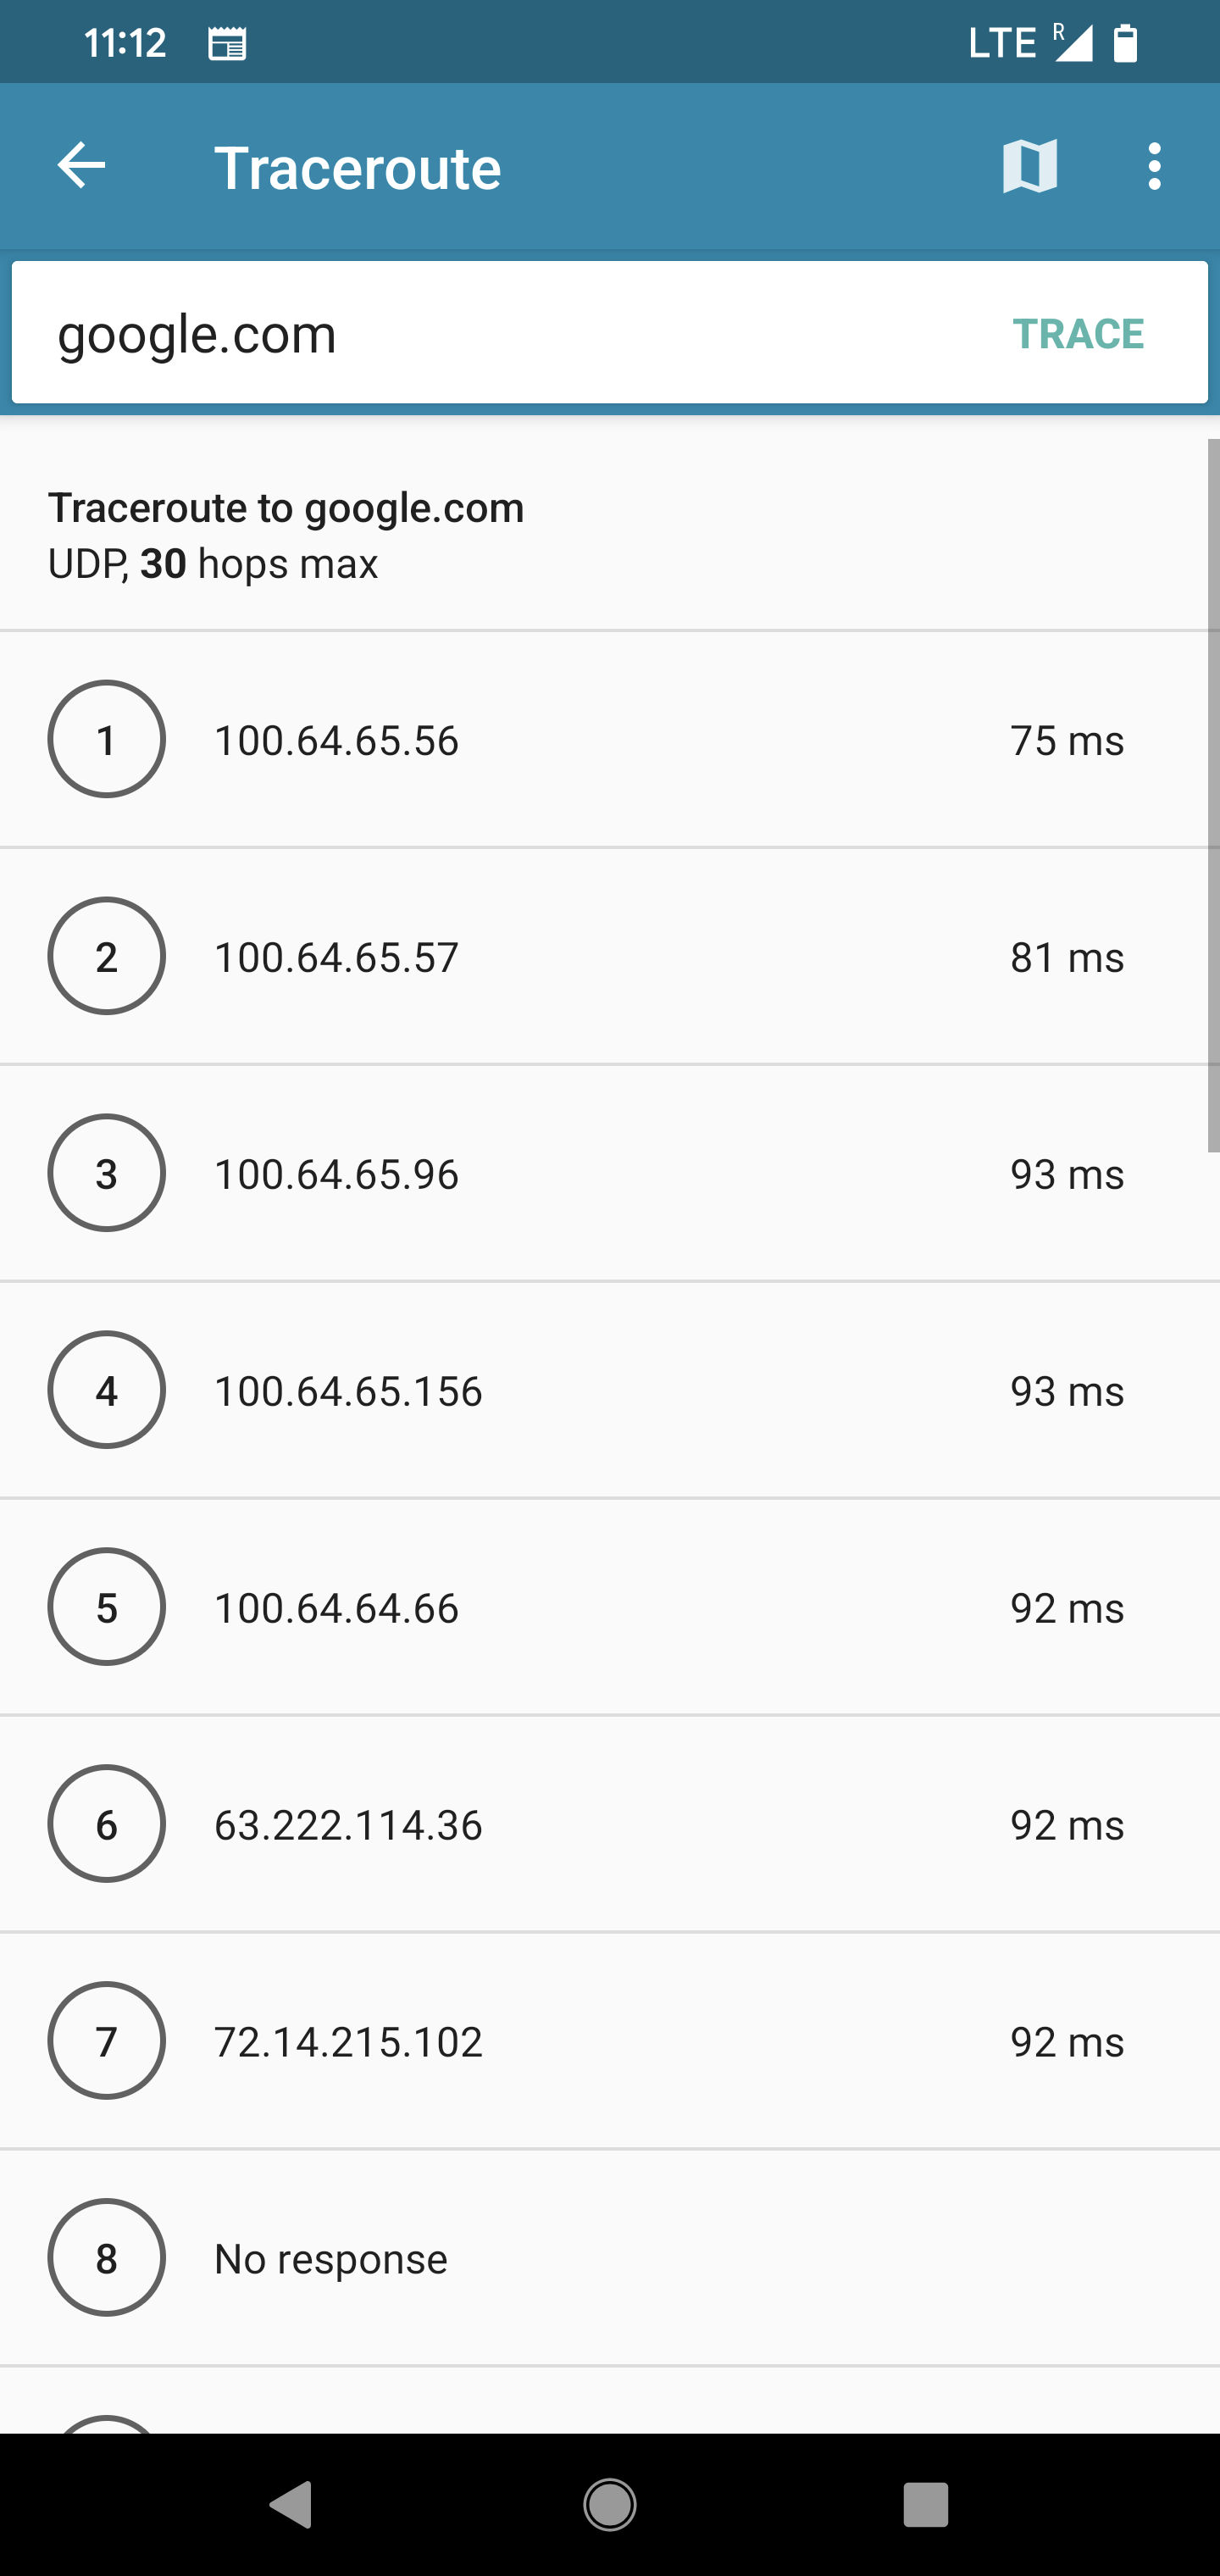 11:12 LTE R
Traceroute
google.com TRACE
Traceroute to google.com
UDP, 30 hops max
1 100.64.65.56 75 ms
2 100.64.65.57 81 ms
3 100.64.65.96 93 ms
4 100.64.65.156 93 ms
5 100.64.64.66 92 ms
6 63.222.114.36 92 ms
7 72.14.215.102 92 ms
8 No response